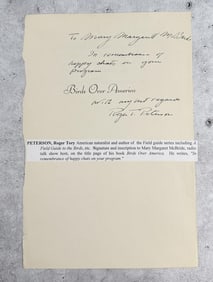 To Mary Margaret McBride
In remembrance of
happy chats on your
program
Birds Over America
with warm regards
Roger T. Peterson
PETERSON, Roger Tory American naturalist and author of the Field guide series including, A
Field Guide to the Birds, etc. Signature and inscription to Mary Margaret McBride, radio
talk show host, on the title page of his book Birds Over America. He writes, "In
remembrance of happy chats on your program"